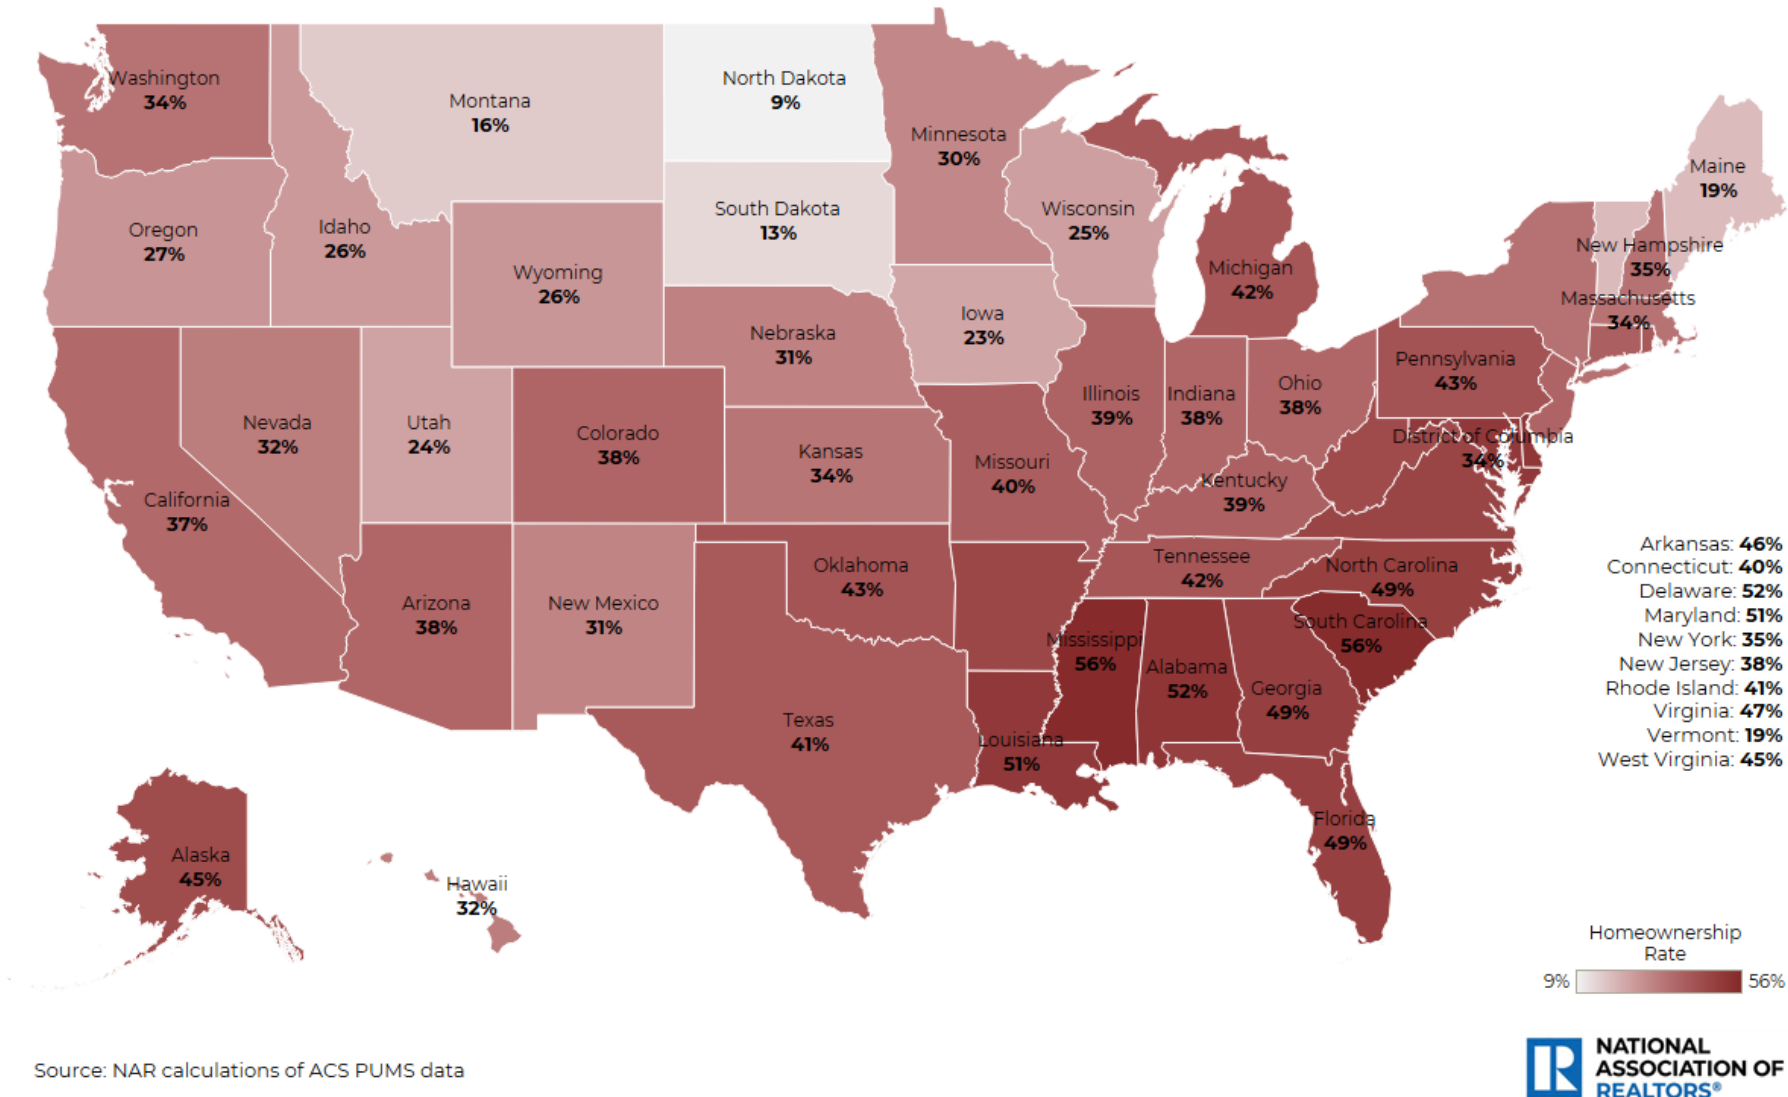 Washington
34%
Montana
16%
North Dakota
9%
Minnesota
30%
Maine
19%
Oregon
27%
Idaho
26%
Wyoming
26%
South Dakota
13%
Wisconsin
25%
Michigan
42%
New Hampshire
35%
Massachusetts
34%
Nebraska
31%
Iowa
23%
Pennsylvania
43%
Nevada
32%
Utah
24%
Colorado
38%
Kansas
34%
Missouri
40%
Illinois
39%
Indiana
38%
Ohio
38%
District of Columbia
34%
California
37%
Kentucky
39%
Arizona
38%
New Mexico
31%
Oklahoma
43%
Tennessee
42%
North Carolina
49%
South Carolina
56%
Mississippi
56%
Alabama
52%
Georgia
49%
Texas
41%
Louisiana
51%
Florida
49%
Alaska
45%
Hawaii
32%
Arkansas: 46%
Connecticut: 40%
Delaware: 52%
Maryland: 51%
New York: 35%
New Jersey: 38%
Rhode Island: 41%
Virginia: 47%
Vermont: 19%
West Virginia: 45%
Homeownership
Rate
9% 56%
Source: NAR calculations of ACS PUMS data
R
NATIONAL
ASSOCIATION OF
REALTORS®